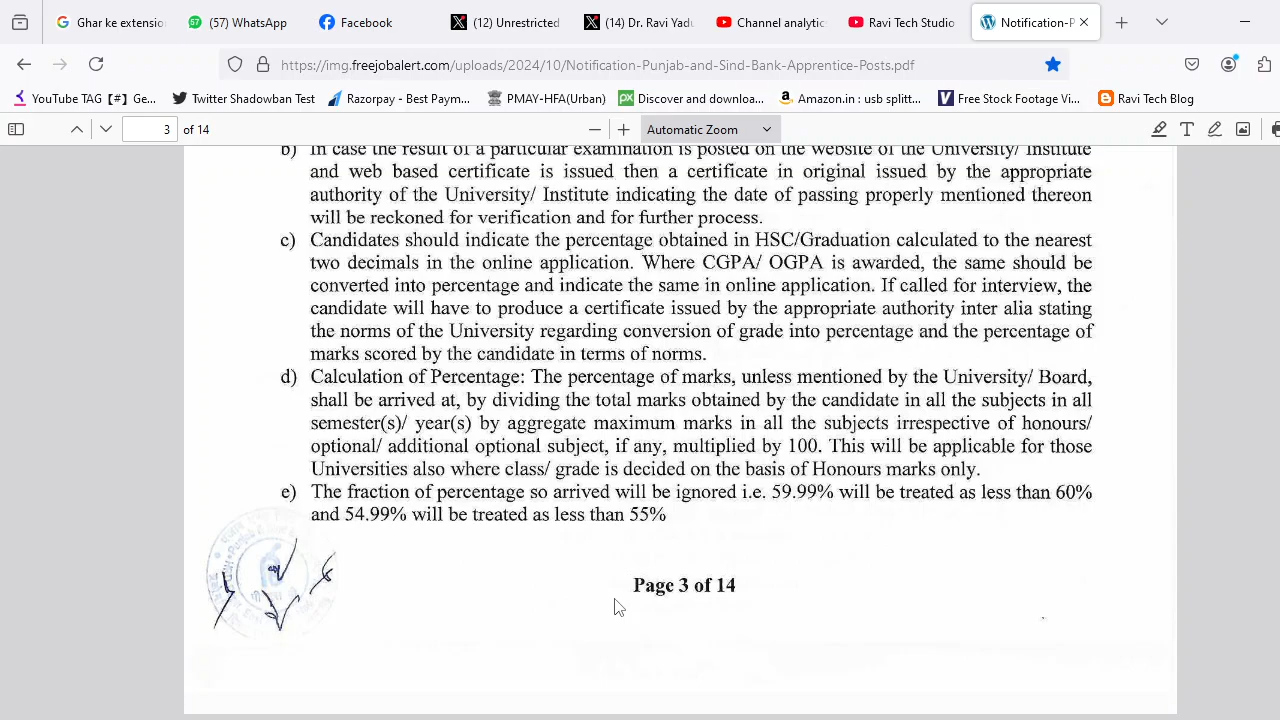 Ghar ke extension
(57) WhatsApp
Facebook
(12) Unrestricted
(14) Dr. Ravi Yadu
Channel analytic
Ravi Tech Studio
Notification-P
https://img.freejobalert.com/uploads/2024/10/Notification-Punjab-and-Sind-Bank-Apprentice-Posts.pdf
YouTube TAG [#] Ge...
Twitter Shadowban Test
Razorpay - Best Paym...
PMAY-HFA(Urban)
Discover and downloa...
Amazon.in : usb splitt...
Free Stock Footage Vi...
Ravi Tech Blog
3 of 14
Automatic Zoom
b) In case the result of a particular examination is posted on the website of the University/ Institute
and web based certificate is issued then a certificate in original issued by the appropriate
authority of the University/ Institute indicating the date of passing properly mentioned thereon
will be reckoned for verification and for further process.
c) Candidates should indicate the percentage obtained in HSC/Graduation calculated to the nearest
two decimals in the online application. Where CGPA/ OGPA is awarded, the same should be
converted into percentage and indicate the same in online application. If called for interview, the
candidate will have to produce a certificate issued by the appropriate authority inter alia stating
the norms of the University regarding conversion of grade into percentage and the percentage of
marks scored by the candidate in terms of norms.
d) Calculation of Percentage: The percentage of marks, unless mentioned by the University/ Board,
shall be arrived at, by dividing the total marks obtained by the candidate in all the subjects in all
semester(s)/ year(s) by aggregate maximum marks in all the subjects irrespective of honours/
optional/ additional optional subject, if any, multiplied by 100. This will be applicable for those
Universities also where class/ grade is decided on the basis of Honours marks only.
e) The fraction of percentage so arrived will be ignored i.e. 59.99% will be treated as less than 60%
and 54.99% will be treated as less than 55%
Page 3 of 14